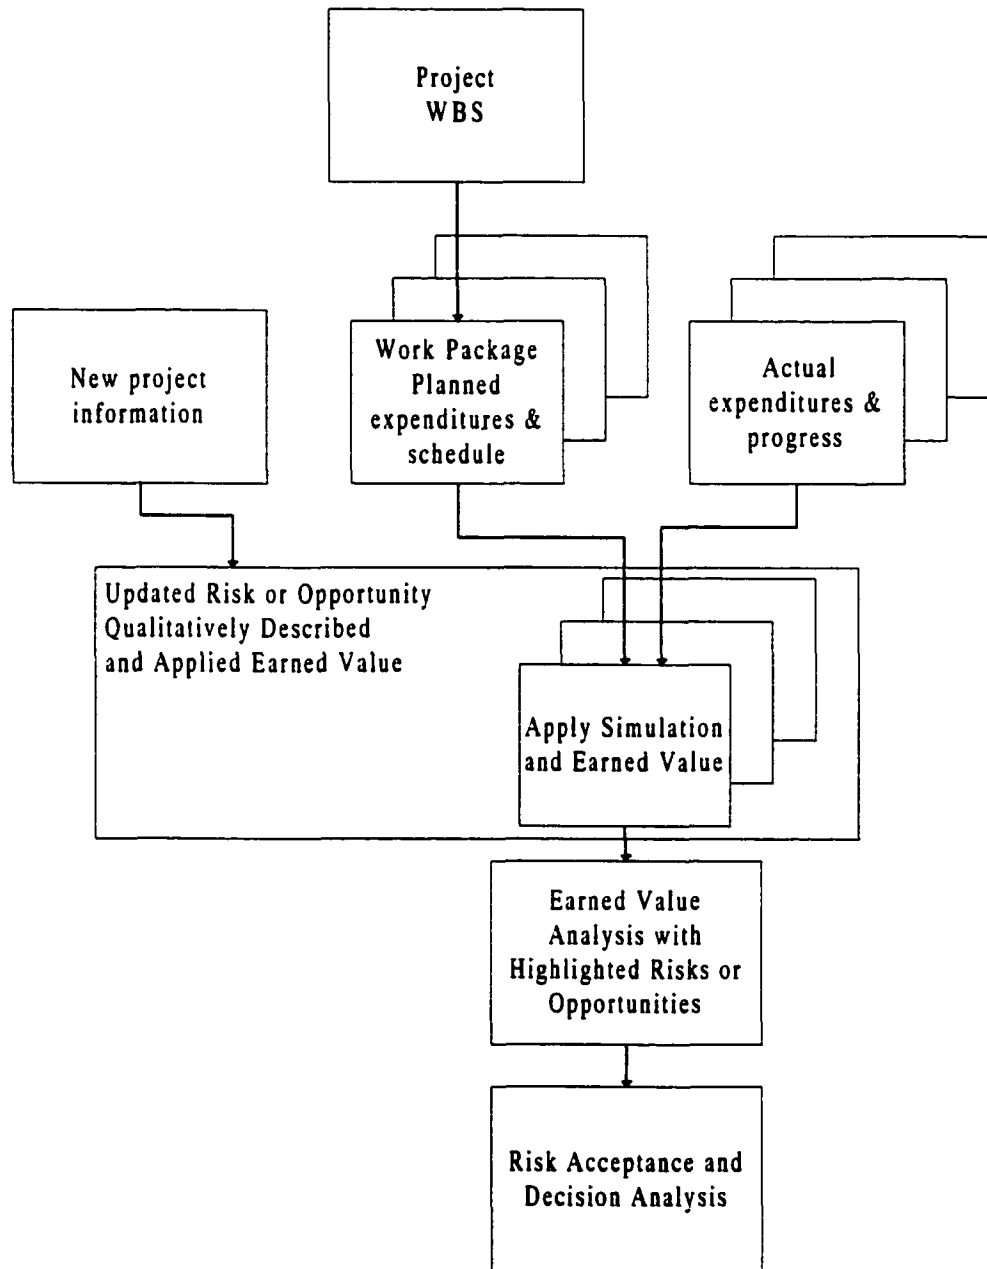 Project
WBS
New project
information
Work Package
Planned
expenditures &
schedule
Actual
expenditures &
progress
Updated Risk or Opportunity
Qualitatively Described
and Applied Earned Value
Apply Simulation
and Earned Value
Earned Value
Analysis with
Highlighted Risks or
Opportunities
Risk Acceptance and
Decision Analysis